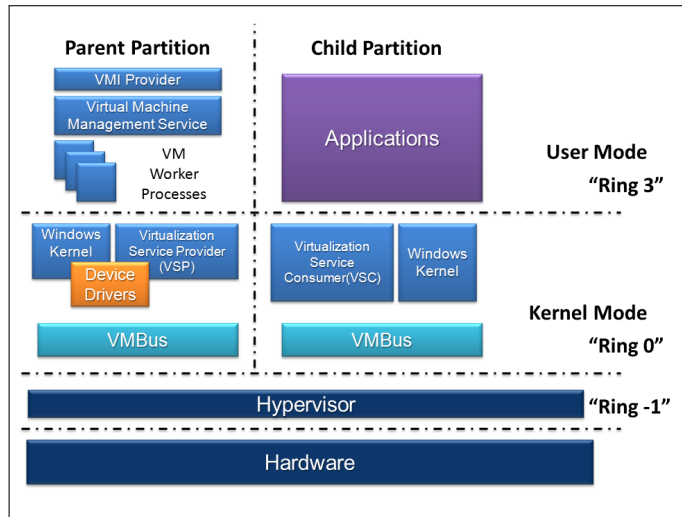 Parent Partition
Child Partition
VMI Provider
Virtual Machine
Management Service
VM
Worker
Processes
Applications
User Mode
“Ring 3”
Windows
Kernel
Virtualization
Service Provider
(VSP)
Device
Drivers
Virtualization
Service
Consumer(VSC)
Windows
Kernel
Kernel Mode
“Ring 0”
VMBus
VMBus
Hypervisor
“Ring -1”
Hardware